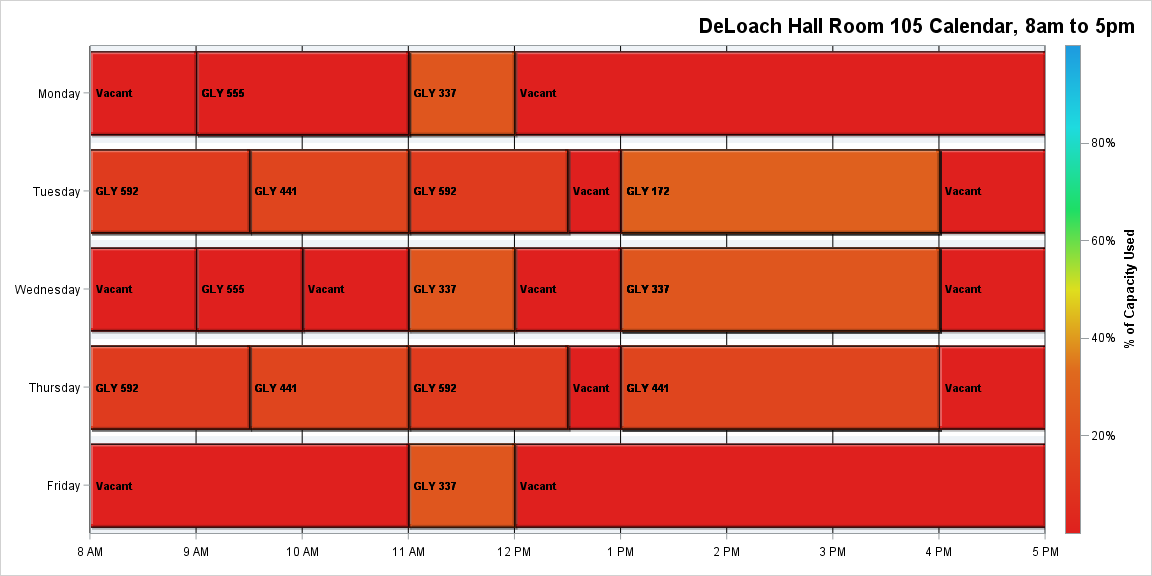 DeLoach Hall Room 105 Calendar, 8am to 5pm
Monday
Vacant
GLY 555
GLY 337
Vacant
Tuesday
GLY 592
GLY 441
GLY 592
Vacant
GLY 172
Vacant
Wednesday
Vacant
GLY 555
Vacant
GLY 337
Vacant
GLY 337
Vacant
Thursday
GLY 592
GLY 441
GLY 592
Vacant
GLY 441
Vacant
Friday
Vacant
GLY 337
Vacant
8 AM
9 AM
10 AM
11 AM
12 PM
1 PM
2 PM
3 PM
4 PM
5 PM
80%
60%
40%
20%
% of Capacity Used